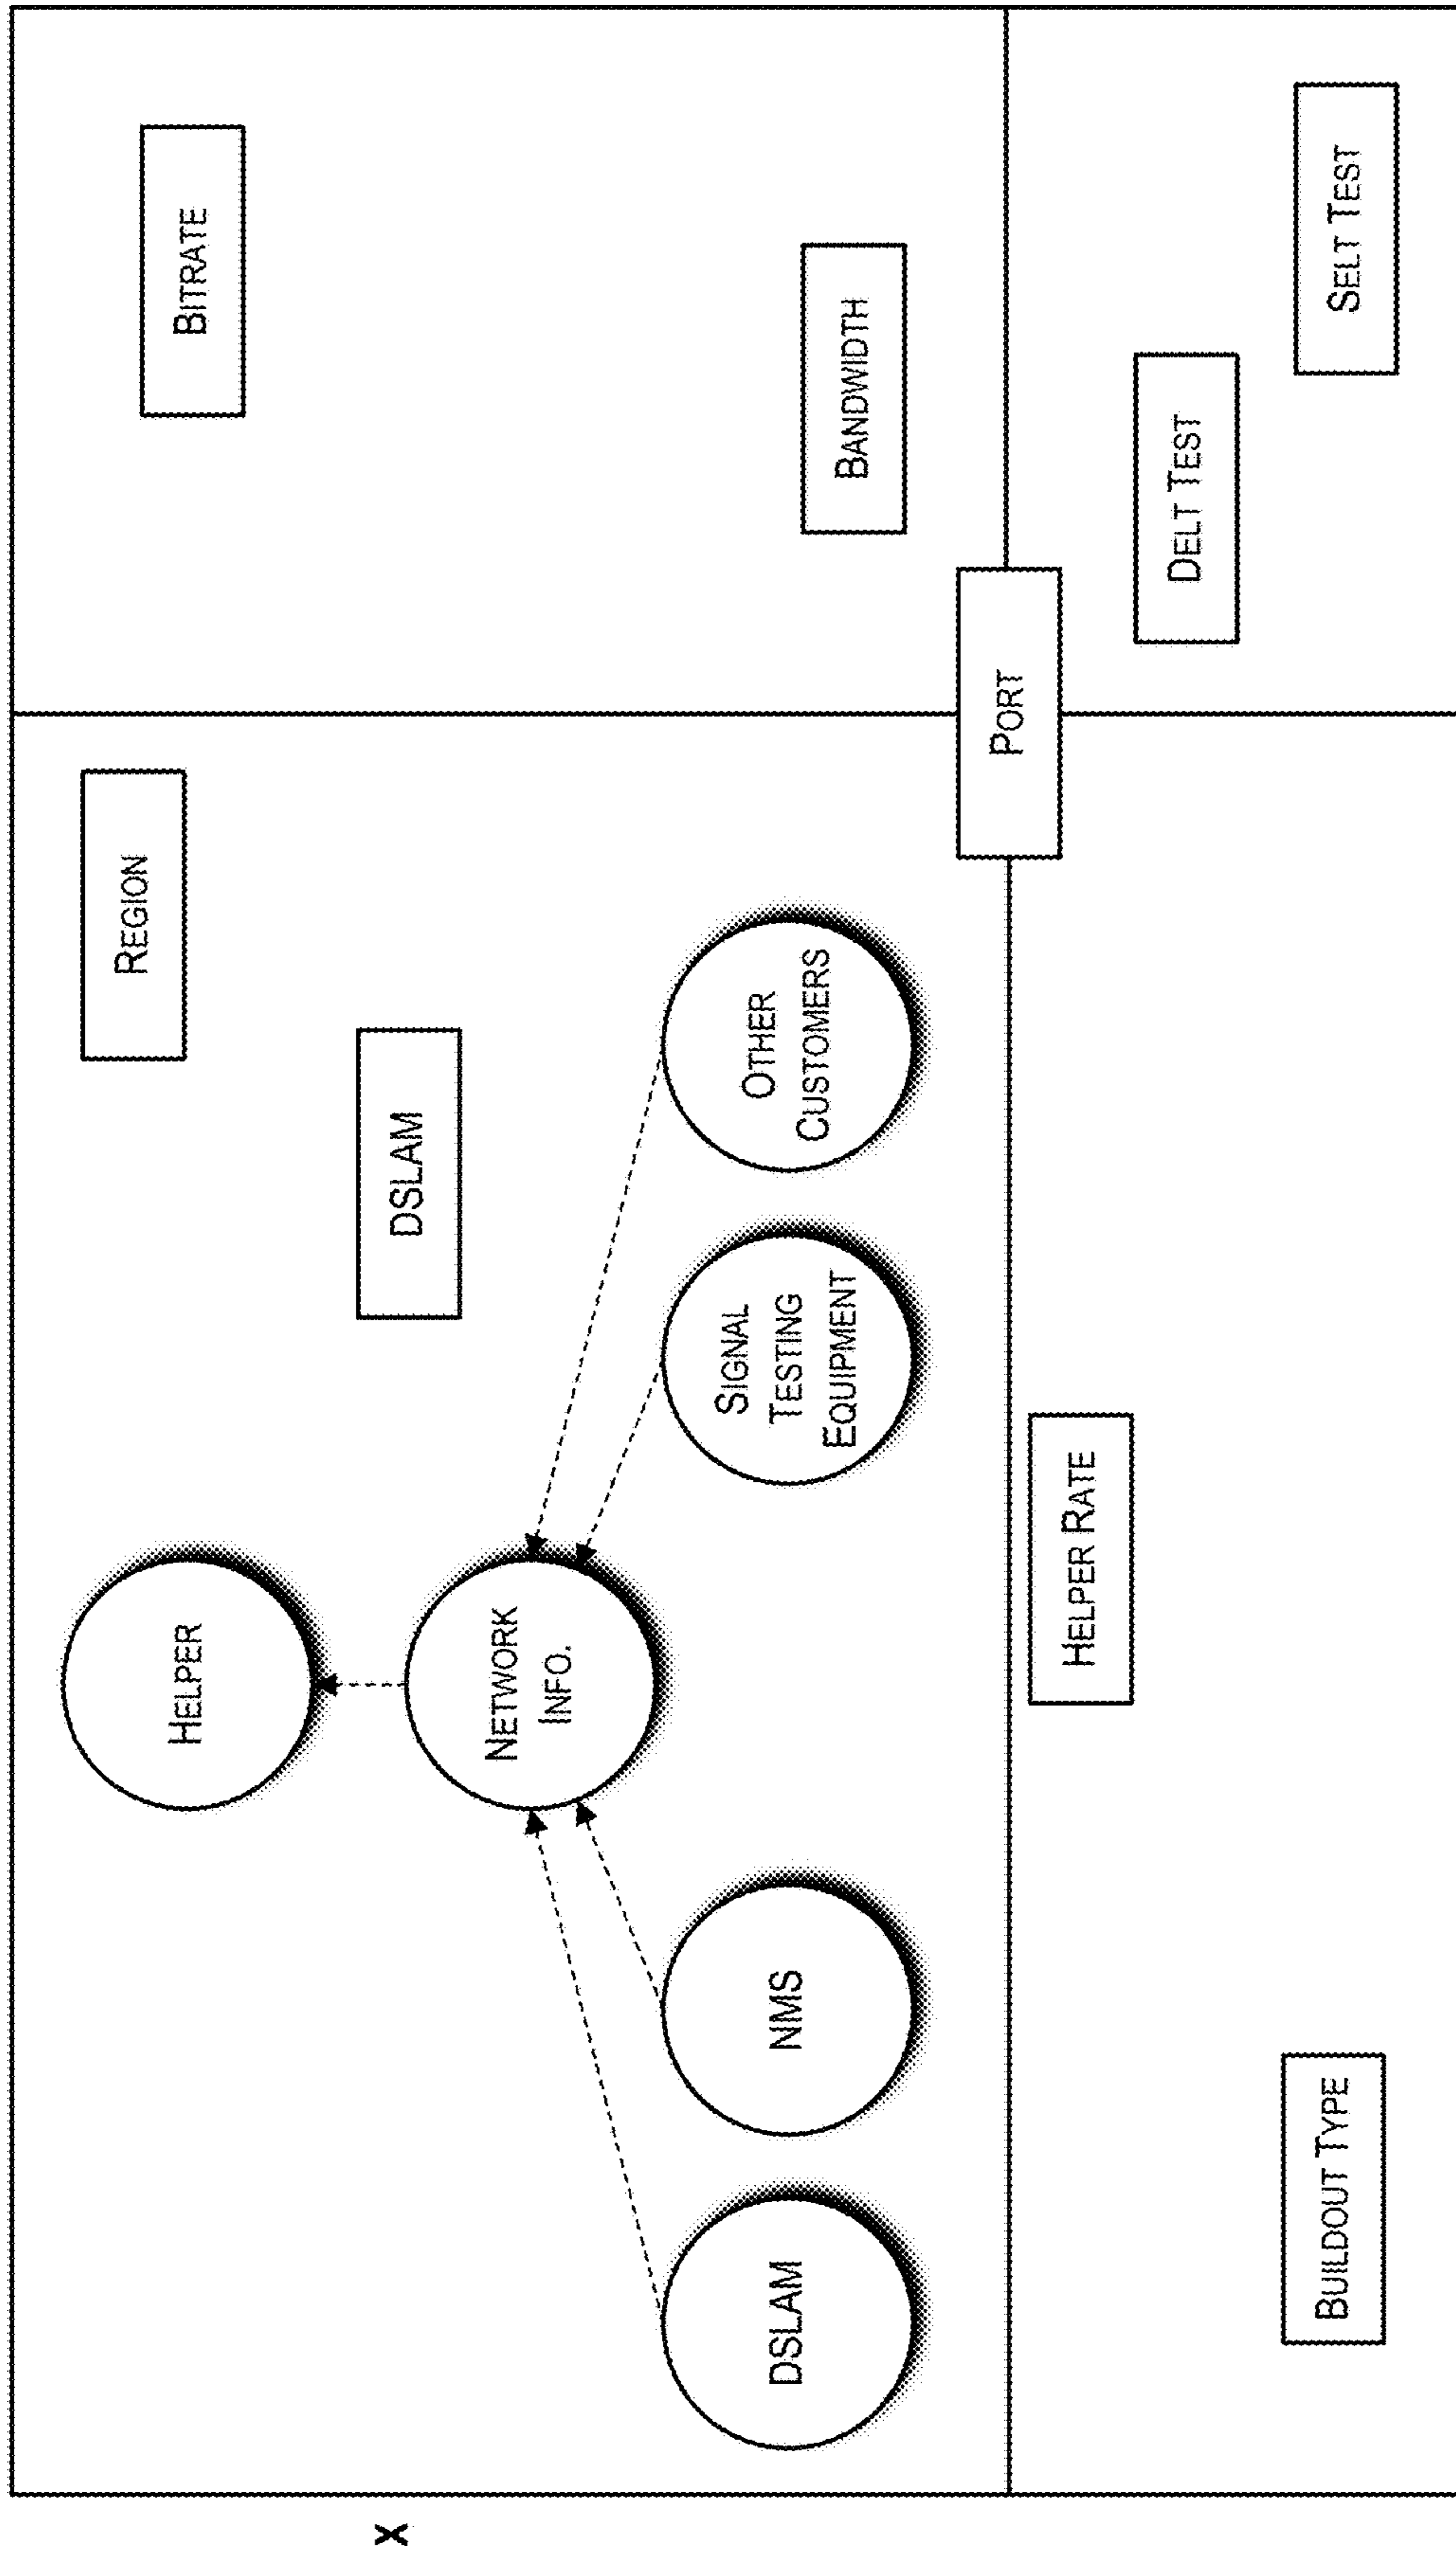 REGION
HELPER
BITRATE
X
DSLAM
NETWORK
INFO.
DSLAM
NMS
SIGNAL
TESTING
EQUIPMENT
OTHER
CUSTOMERS
BANDWIDTH
PORT
HELPER RATE
DELT TEST
BUILDOUT TYPE
SELT TEST